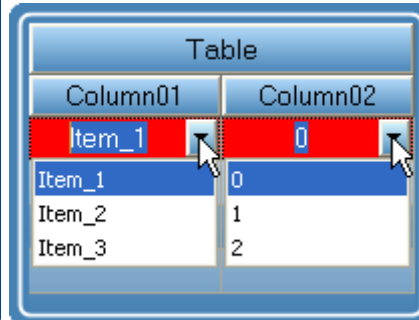 Table
Column01 Column02
Item_1 0
Item_1 0
Item_2 1
Item_3 2